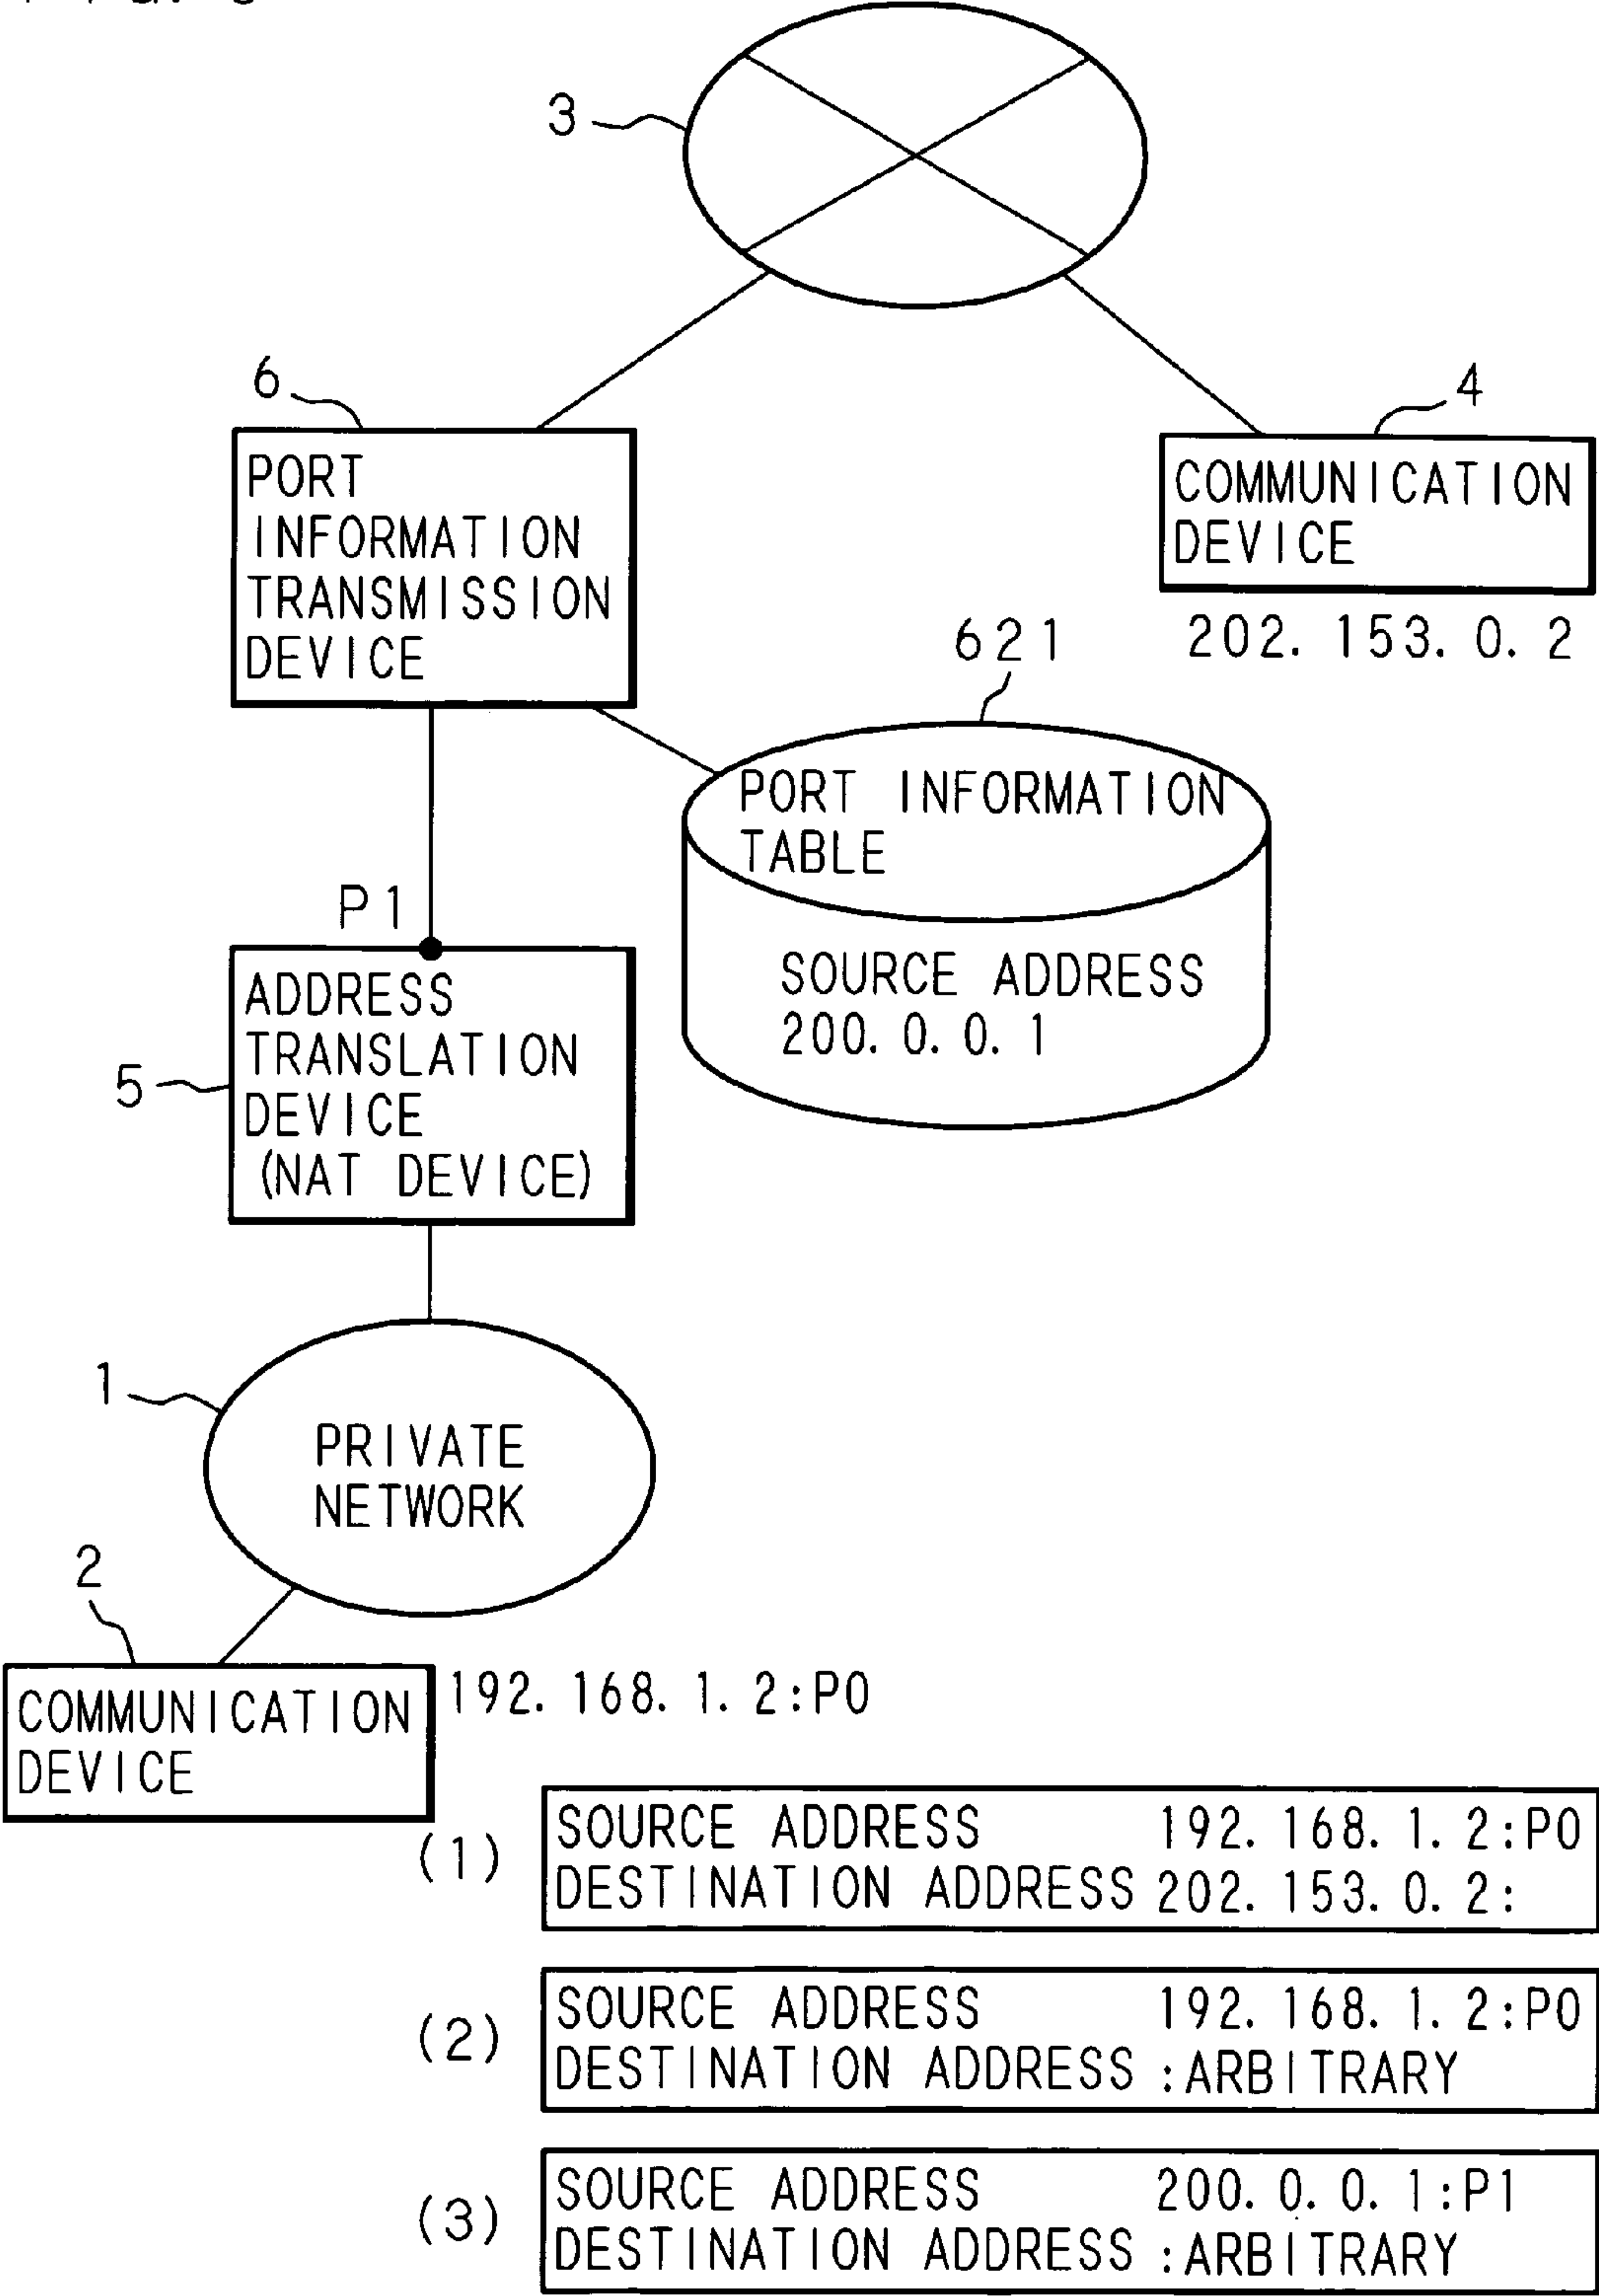 3
6
4
PORT
INFORMATION
TRANSMISSION
DEVICE
COMMUNICATION
DEVICE
202. 153. 0. 2
621
PORT INFORMATION
TABLE
SOURCE ADDRESS
200. 0. 0. 1
P1
5
ADDRESS
TRANSLATION
DEVICE
(NAT DEVICE)
1
PRIVATE
NETWORK
2
COMMUNICATION
DEVICE
192. 168. 1. 2:P0
(1)
SOURCE ADDRESS 192. 168. 1. 2:P0
DESTINATION ADDRESS 202. 153. 0. 2:
(2)
SOURCE ADDRESS 192. 168. 1. 2:P0
DESTINATION ADDRESS :ARBITRARY
(3)
SOURCE ADDRESS 200. 0. 0. 1:P1
DESTINATION ADDRESS :ARBITRARY